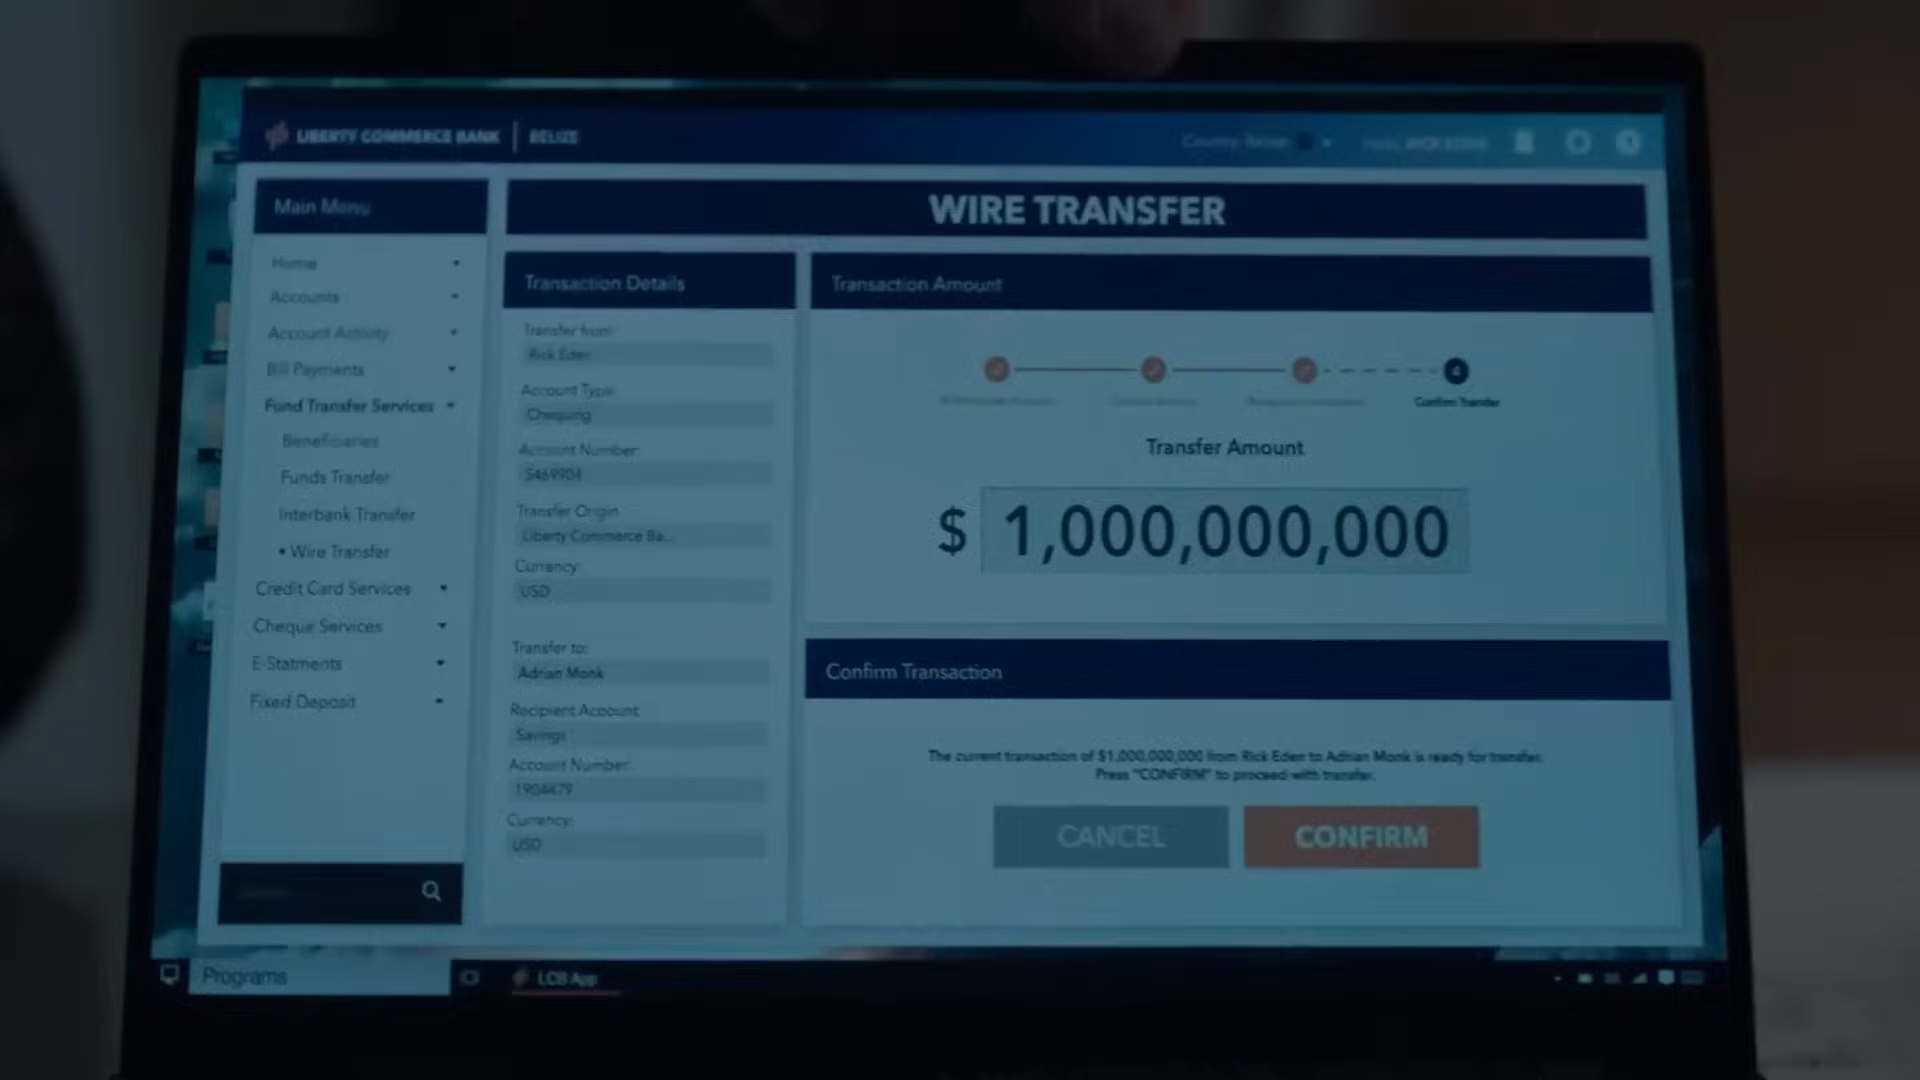 LIBERTY COMMERCE BANK | BELIZE
Country: Belize
WIRE TRANSFER
Main Menu
Home
Accounts
Account Activity
Bill Payments
Fund Transfer Services
Beneficiaries
Funds Transfer
Interbank Transfer
• Wire Transfer
Credit Card Services
Cheque Services
E-Statments
Fixed Deposit
Transaction Details
Transfer from:
Rick Eden
Account Type:
Chequing
Account Number:
5469904
Transfer Origin
Liberty Commerce Ba...
Currency:
USD
Transfer to:
Adrian Monk
Recipient Account
Savings
Account Number:
1904479
Currency:
USD
Transaction Amount
4
Confirm Transfer
Transfer Amount
$ 1,000,000,000
Confirm Transaction
The current transaction of $1,000,000,000 from Rick Eden to Adrian Monk is ready for transfer.
Press "CONFIRM" to proceed with transfer.
CANCEL
CONFIRM
Programs
LCB App